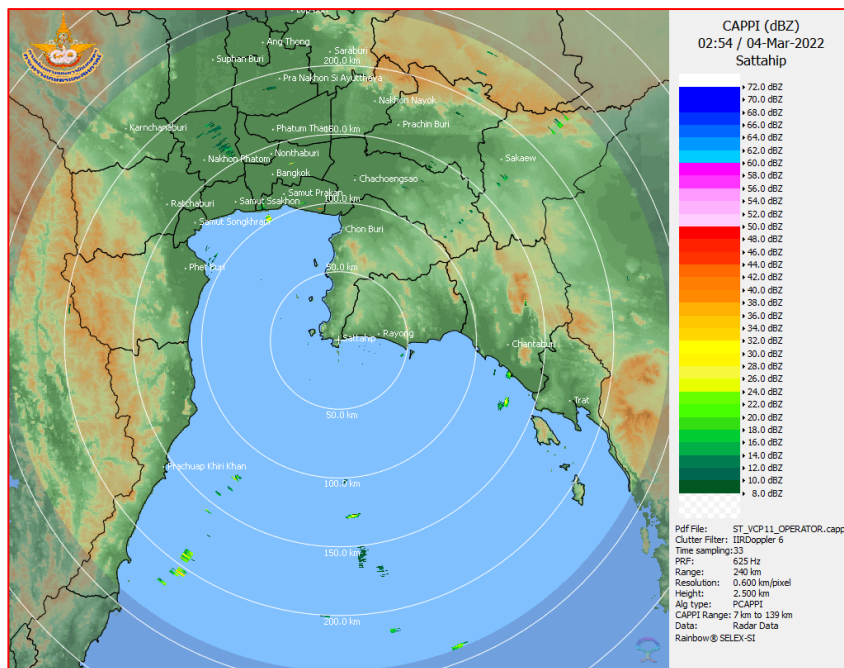 CAPPI (dBZ)
02:54 / 04-Mar-2022
Sattahip
72.0 dBZ
70.0 dBZ
68.0 dBZ
66.0 dBZ
64.0 dBZ
62.0 dBZ
60.0 dBZ
58.0 dBZ
56.0 dBZ
54.0 dBZ
52.0 dBZ
50.0 dBZ
48.0 dBZ
46.0 dBZ
44.0 dBZ
42.0 dBZ
40.0 dBZ
38.0 dBZ
36.0 dBZ
34.0 dBZ
32.0 dBZ
30.0 dBZ
28.0 dBZ
26.0 dBZ
24.0 dBZ
22.0 dBZ
20.0 dBZ
18.0 dBZ
16.0 dBZ
14.0 dBZ
12.0 dBZ
10.0 dBZ
8.0 dBZ
Pdf File: ST_VCP11_OPERATOR.capp
Clutter Filter: IIRDoppler 6
Time sampling:33
PRF: 625 Hz
Range: 240 km
Resolution: 0.600 km/pixel
Height: 2.500 km
Alg type: PCAPPI
CAPPI Range: 7 km to 139 km
Data: Radar Data
Rainbow® SELEX-SI
Ang Thong
Saraburi
Suphan Buri
200.0 km
Pra Nakhon Si Ayutthaya
Nakhon Nayok
Karnchanaburi
Phatum Thani
Prachin Buri
Nonthaburi
Nakhon Phatom
Sakaew
Bangkok
Chachoengsao
Samut Prakan
Ratchaburi
Samut Ssakhon
100.0 km
Samut Songkhram
Chon Buri
Phet Buri
50.0 km
Sattahip
Rayong
Chantaburi
Trat
50.0 km
Prachuap Khiri Khan
100.0 km
150.0 km
200.0 km